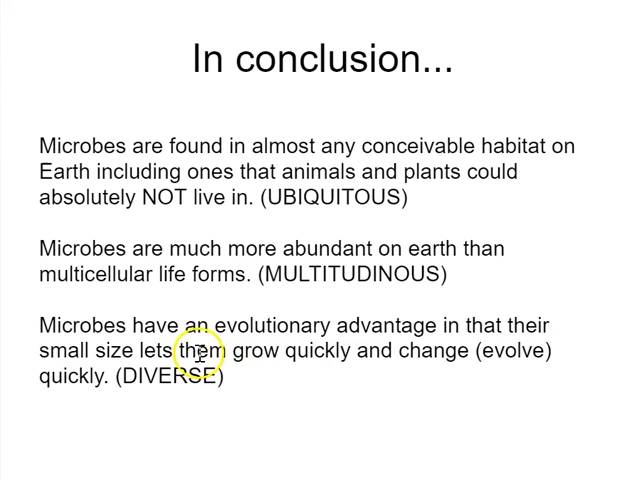 In conclusion...
Microbes are found in almost any conceivable habitat on
Earth including ones that animals and plants could
absolutely NOT live in. (UBIQUITOUS)
Microbes are much more abundant on earth than
multicellular life forms. (MULTITUDINOUS)
Microbes have an evolutionary advantage in that their
small size lets them grow quickly and change (evolve)
quickly. (DIVERSE)